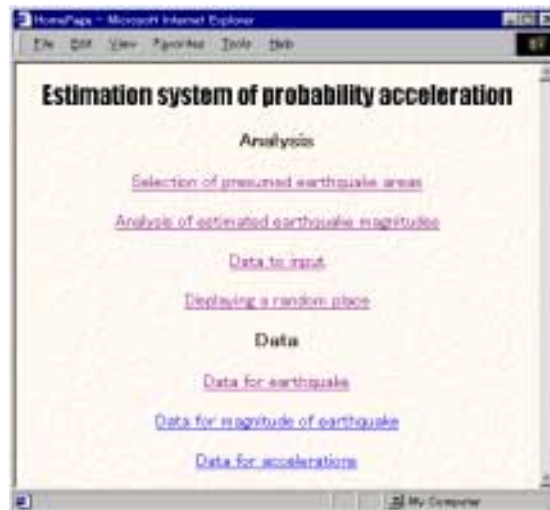 HomePage - Microsoft Internet Explorer
File Edit View Favorites Tools Help
Estimation system of probability acceleration
Analysis
Selection of presumed earthquake areas
Analysis of estimated earthquake magnitudes
Data to input
Displaying a random place
Data
Data for earthquake
Data for magnitude of earthquake
Data for accelerations
My Computer